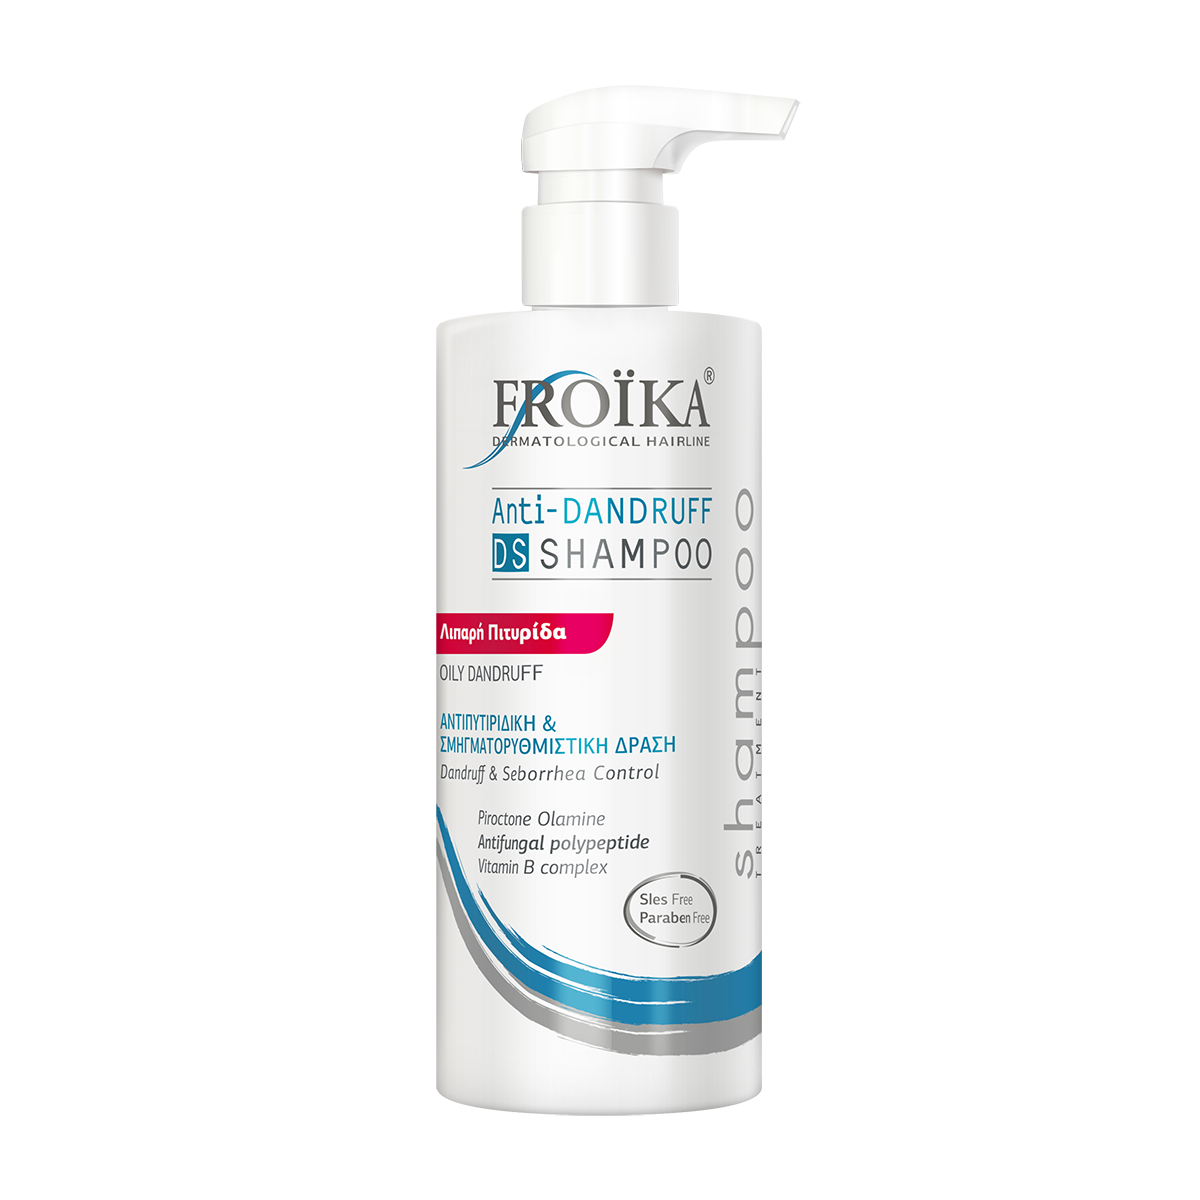 FROÏKA®
DERMATOLOGICAL HAIRLINE
Anti-DANDRUFF
DS SHAMPOO
Λιπαρή Πιτυρίδα
OILY DANDRUFF
ΑΝΤΙΠΥΤΙΡΙΔΙΚΗ &
ΣΜΗΓΜΑΤΟΡΥΘΜΙΣΤΙΚΗ ΔΡΑΣΗ
Dandruff & Seborrhea Control
Piroctone Olamine
Antifungal polypeptide
Vitamin B complex
Sles Free
Paraben Free
shampoo
TREATMENT